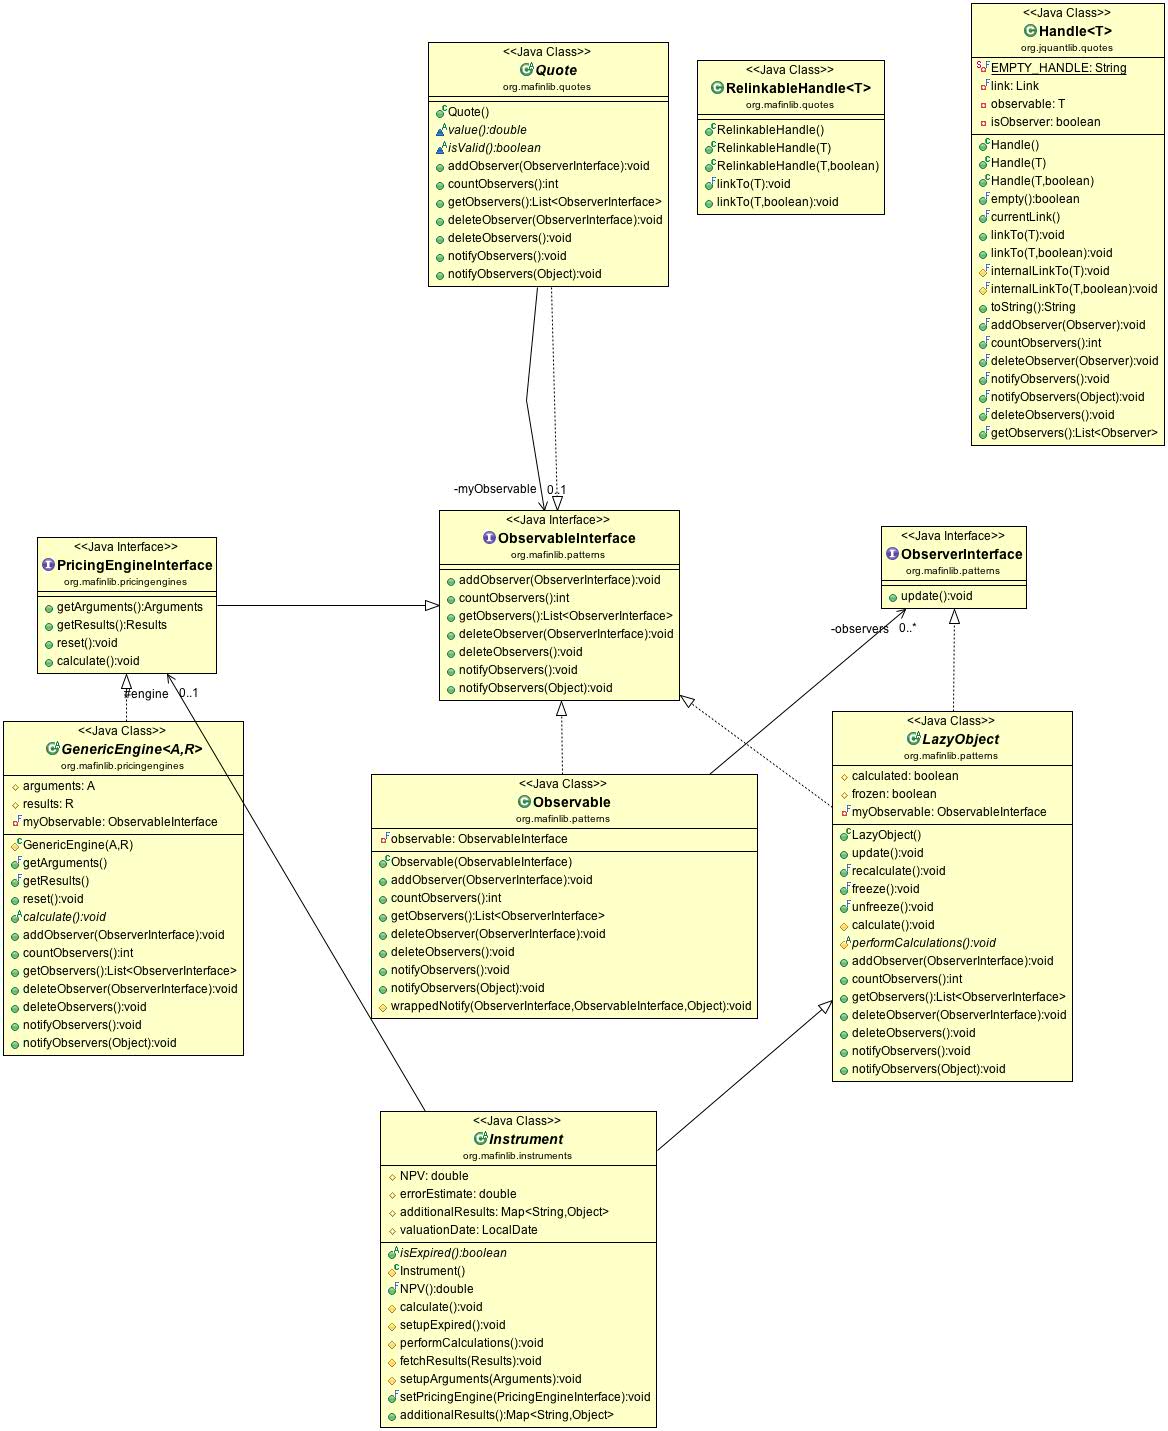 <<Java Class>>
Quote
org.mafinlib.quotes
Quote()
value():double
isValid():boolean
addObserver(ObserverInterface):void
countObservers():int
getObservers():List<ObserverInterface>
deleteObserver(ObserverInterface):void
deleteObservers():void
notifyObservers():void
notifyObservers(Object):void
<<Java Class>>
RelinkableHandle<T>
org.mafinlib.quotes
RelinkableHandle()
RelinkableHandle(T)
RelinkableHandle(T,boolean)
linkTo(T):void
linkTo(T,boolean):void
<<Java Class>>
Handle<T>
org.jquantlib.quotes
EMPTY_HANDLE: String
link: Link
observable: T
isObserver: boolean
Handle()
Handle(T)
Handle(T,boolean)
empty():boolean
currentLink()
linkTo(T):void
linkTo(T,boolean):void
internalLinkTo(T):void
internalLinkTo(T,boolean):void
toString():String
addObserver(Observer):void
countObservers():int
deleteObserver(Observer):void
notifyObservers():void
notifyObservers(Object):void
deleteObservers():void
getObservers():List<Observer>
-myObservable 0..1
<<Java Interface>>
PricingEngineInterface
org.mafinlib.pricingengines
getArguments():Arguments
getResults():Results
reset():void
calculate():void
<<Java Interface>>
ObservableInterface
org.mafinlib.patterns
addObserver(ObserverInterface):void
countObservers():int
getObservers():List<ObserverInterface>
deleteObserver(ObserverInterface):void
deleteObservers():void
notifyObservers():void
notifyObservers(Object):void
<<Java Interface>>
ObserverInterface
org.mafinlib.patterns
update():void
-observers 0..*
#engine 0..1
<<Java Class>>
GenericEngine<A,R>
org.mafinlib.pricingengines
arguments: A
results: R
myObservable: ObservableInterface
GenericEngine(A,R)
getArguments()
getResults()
reset():void
calculate():void
addObserver(ObserverInterface):void
countObservers():int
getObservers():List<ObserverInterface>
deleteObserver(ObserverInterface):void
deleteObservers():void
notifyObservers():void
notifyObservers(Object):void
<<Java Class>>
Observable
org.mafinlib.patterns
observable: ObservableInterface
Observable(ObservableInterface)
addObserver(ObserverInterface):void
countObservers():int
getObservers():List<ObserverInterface>
deleteObserver(ObserverInterface):void
deleteObservers():void
notifyObservers():void
notifyObservers(Object):void
wrappedNotify(ObserverInterface,ObservableInterface,Object):void
<<Java Class>>
LazyObject
org.mafinlib.patterns
calculated: boolean
frozen: boolean
myObservable: ObservableInterface
LazyObject()
update():void
recalculate():void
freeze():void
unfreeze():void
calculate():void
performCalculations():void
addObserver(ObserverInterface):void
countObservers():int
getObservers():List<ObserverInterface>
deleteObserver(ObserverInterface):void
deleteObservers():void
notifyObservers():void
notifyObservers(Object):void
<<Java Class>>
Instrument
org.mafinlib.instruments
NPV: double
errorEstimate: double
additionalResults: Map<String,Object>
valuationDate: LocalDate
isExpired():boolean
Instrument()
NPV():double
calculate():void
setupExpired():void
performCalculations():void
fetchResults(Results):void
setupArguments(Arguments):void
setPricingEngine(PricingEngineInterface):void
additionalResults():Map<String,Object>